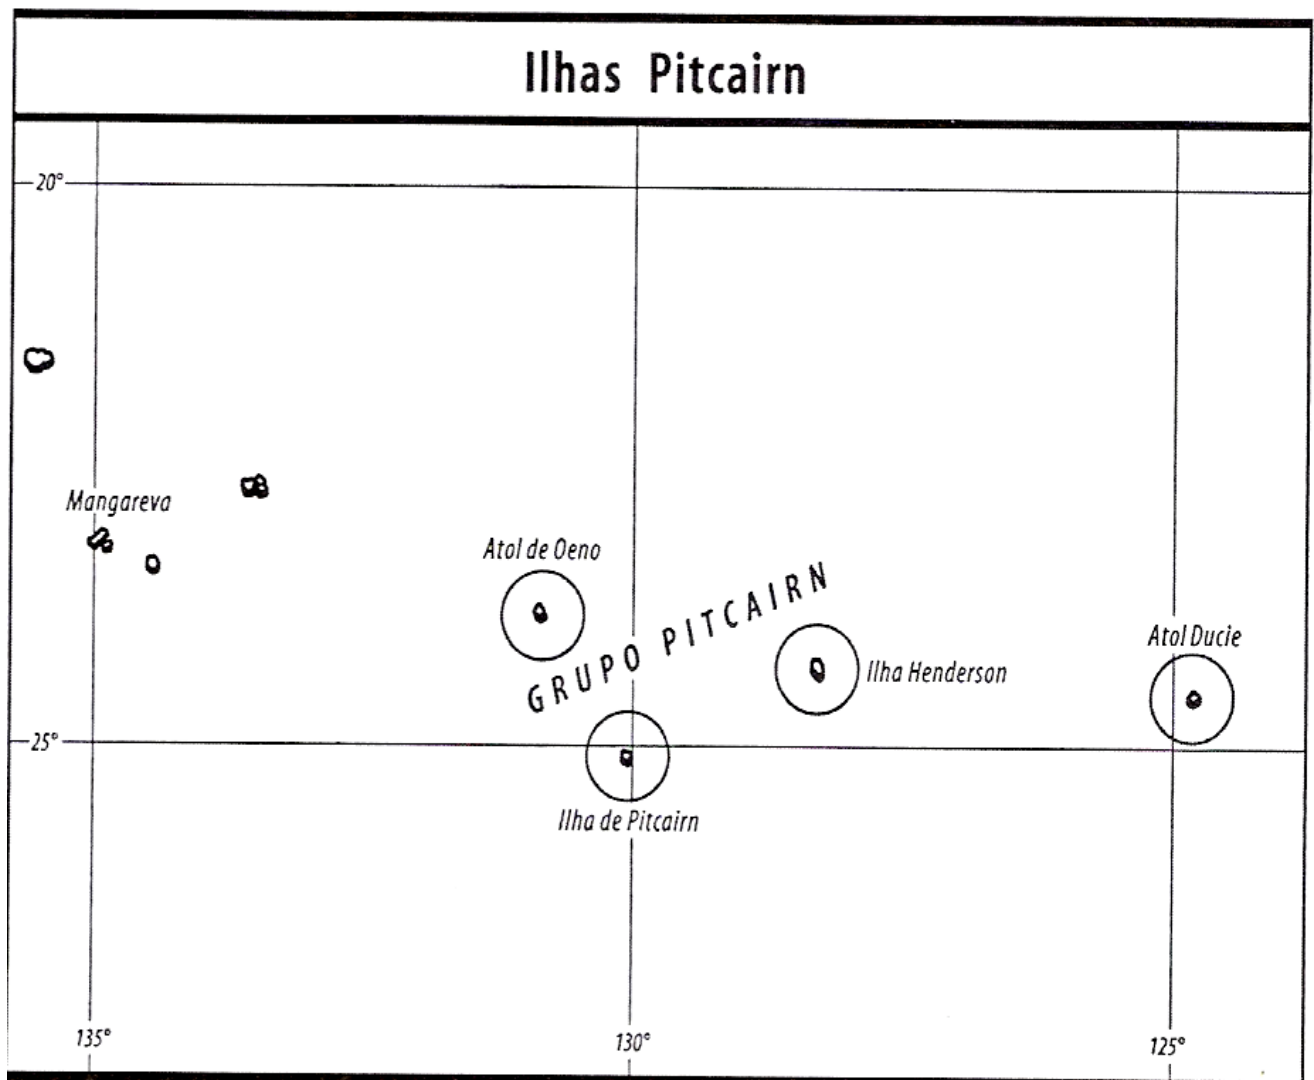 Ilhas Pitcairn
20°
Mangareva
Atol de Oeno
GRUPO PITCAIRN
Atol Ducie
Ilha Henderson
25°
Ilha de Pitcairn
135°
130°
125°